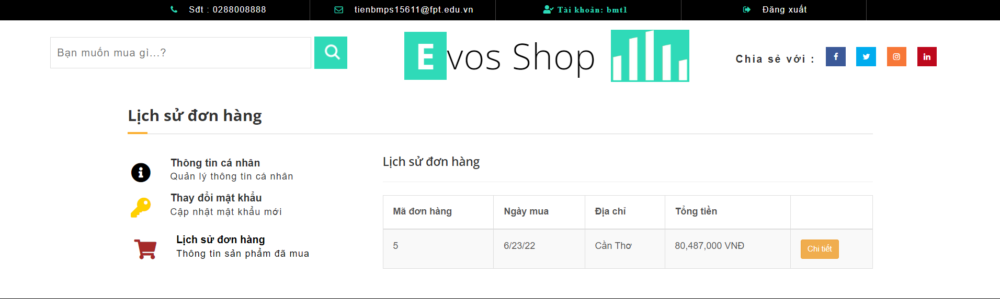 Sđt : 0288008888
tienbmps15611@fpt.edu.vn
Tài khoản: bmt1
Đăng xuất
Bạn muốn mua gì...?
Evos Shop
Chia sẻ với :
Lịch sử đơn hàng
Thông tin cá nhân
Quản lý thông tin cá nhân
Thay đổi mật khẩu
Cập nhật mật khẩu mới
Lịch sử đơn hàng
Thông tin sản phẩm đã mua
Lịch sử đơn hàng
Mã đơn hàng Ngày mua Địa chỉ Tổng tiền
5 6/23/22 Cần Thơ 80,487,000 VNĐ Chi tiết